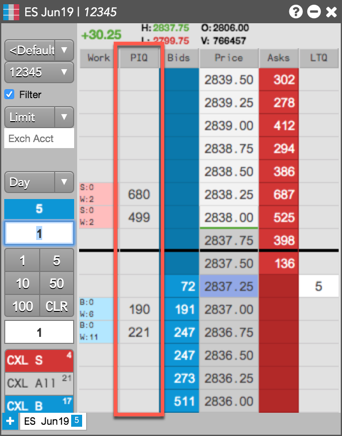 ES Jun19 | 12345
+30.25 H: 2837.75 O: 2806.00
L: 2799.75 V: 766457
<Default
12345
Filter
Limit
Exch Acct
Day
5
1
1 5
10 50
100 CLR
1
CXL S 4
CXL All 21
CXL B 17
Work PIQ Bids Price Asks LTQ
2839.50 302
2839.25 278
2839.00 412
2838.75 294
2838.50 386
S:0
W:2 680 2838.25 687
S:0
W:2 499 2838.00 525
2837.75 398
2837.50 136
72 2837.25 5
B:0
W:6 190 191 2837.00
B:0
W:11 221 247 2836.75
247 2836.50
273 2836.25
511 2836.00
+ ES Jun19 5